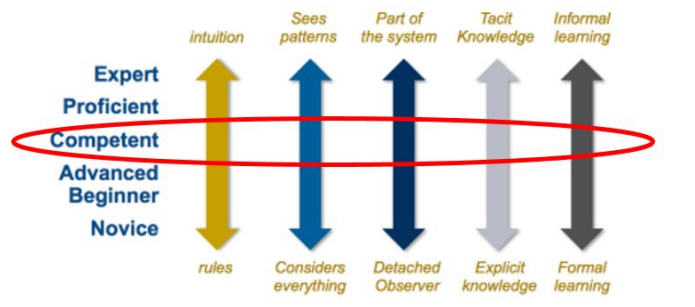 intuition
Sees
patterns
Part of
the system
Tacit
Knowledge
Informal
learning
Expert
Proficient
Competent
Advanced
Beginner
Novice
rules
Considers
everything
Detached
Observer
Explicit
knowledge
Formal
learning